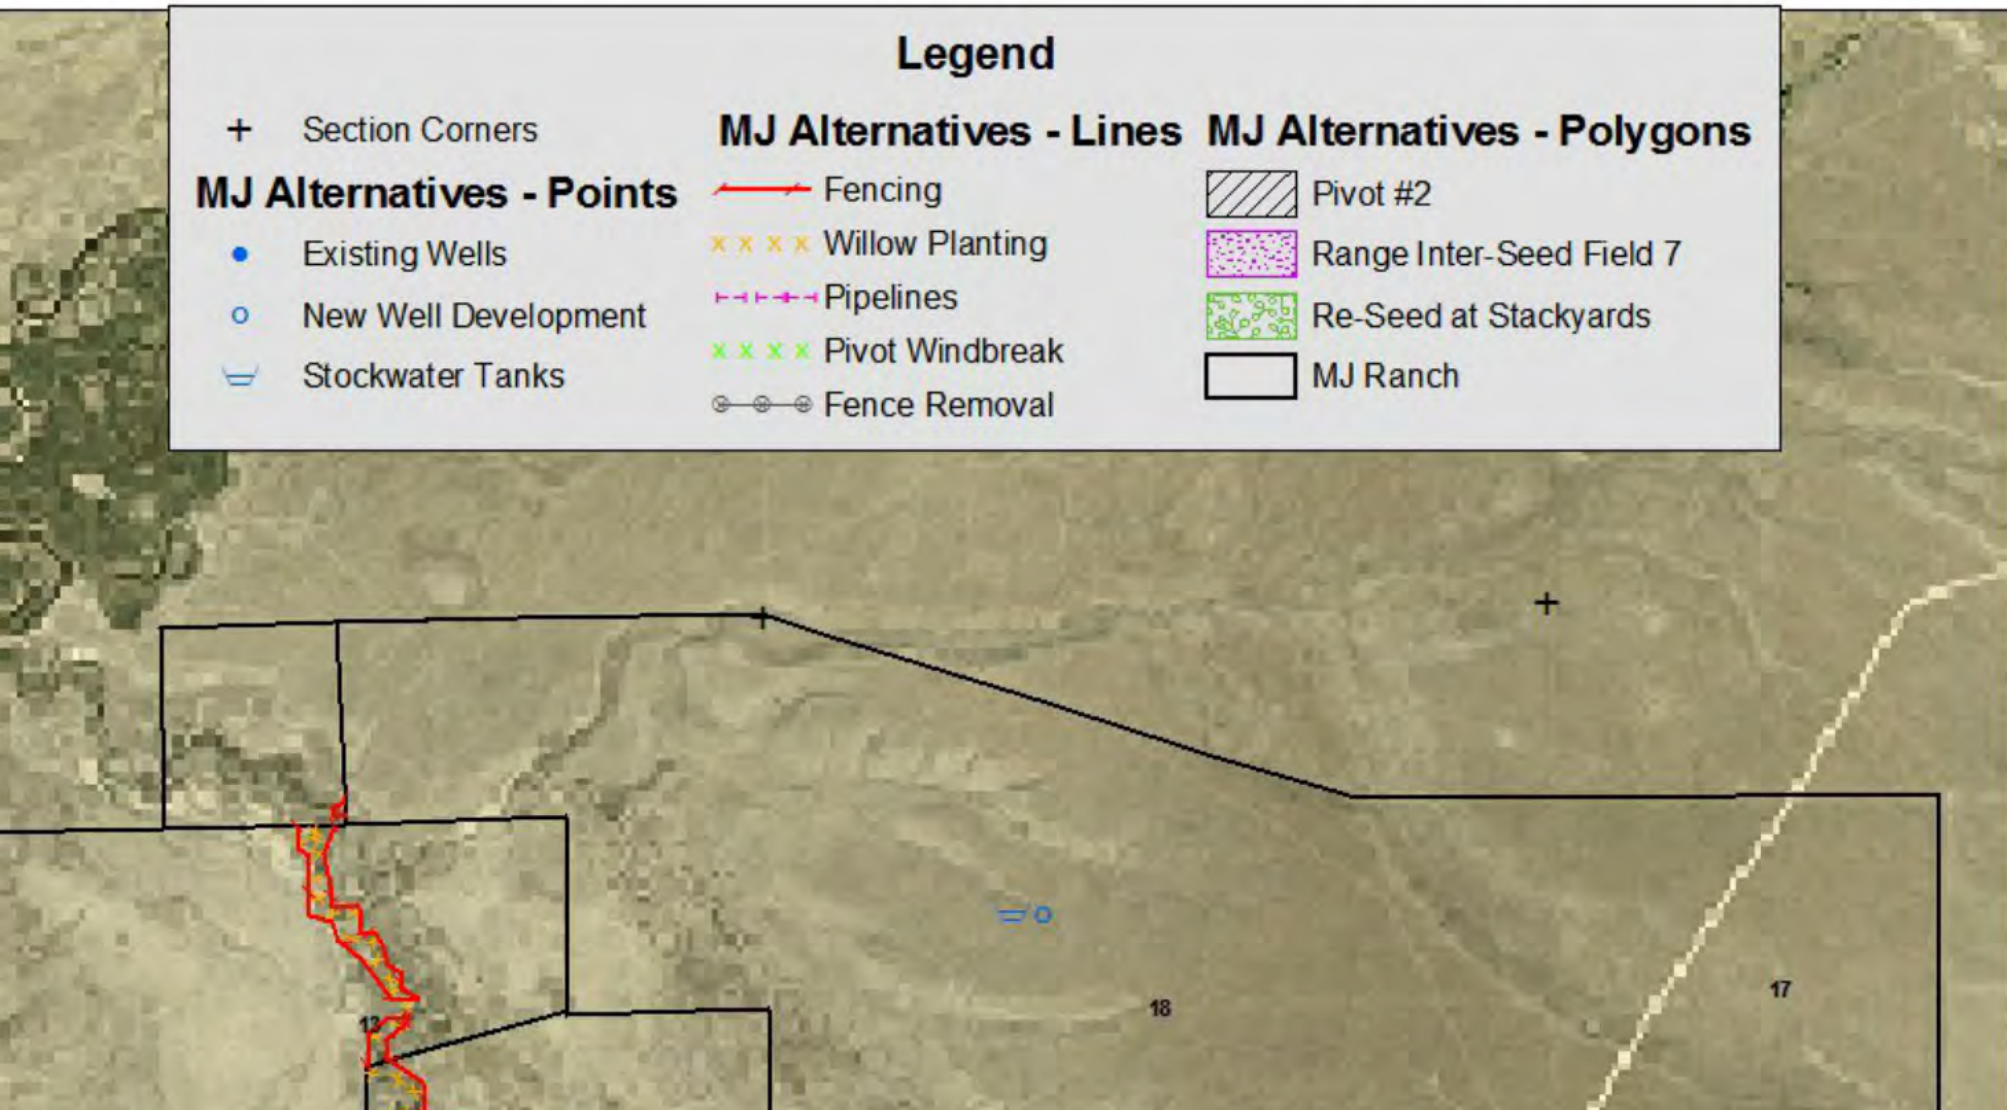 Legend
Section Corners
MJ Alternatives - Points
Existing Wells
New Well Development
Stockwater Tanks
MJ Alternatives - Lines
Fencing
Willow Planting
Pipelines
Pivot Windbreak
Fence Removal
MJ Alternatives - Polygons
Pivot #2
Range Inter-Seed Field 7
Re-Seed at Stackyards
MJ Ranch
17
18